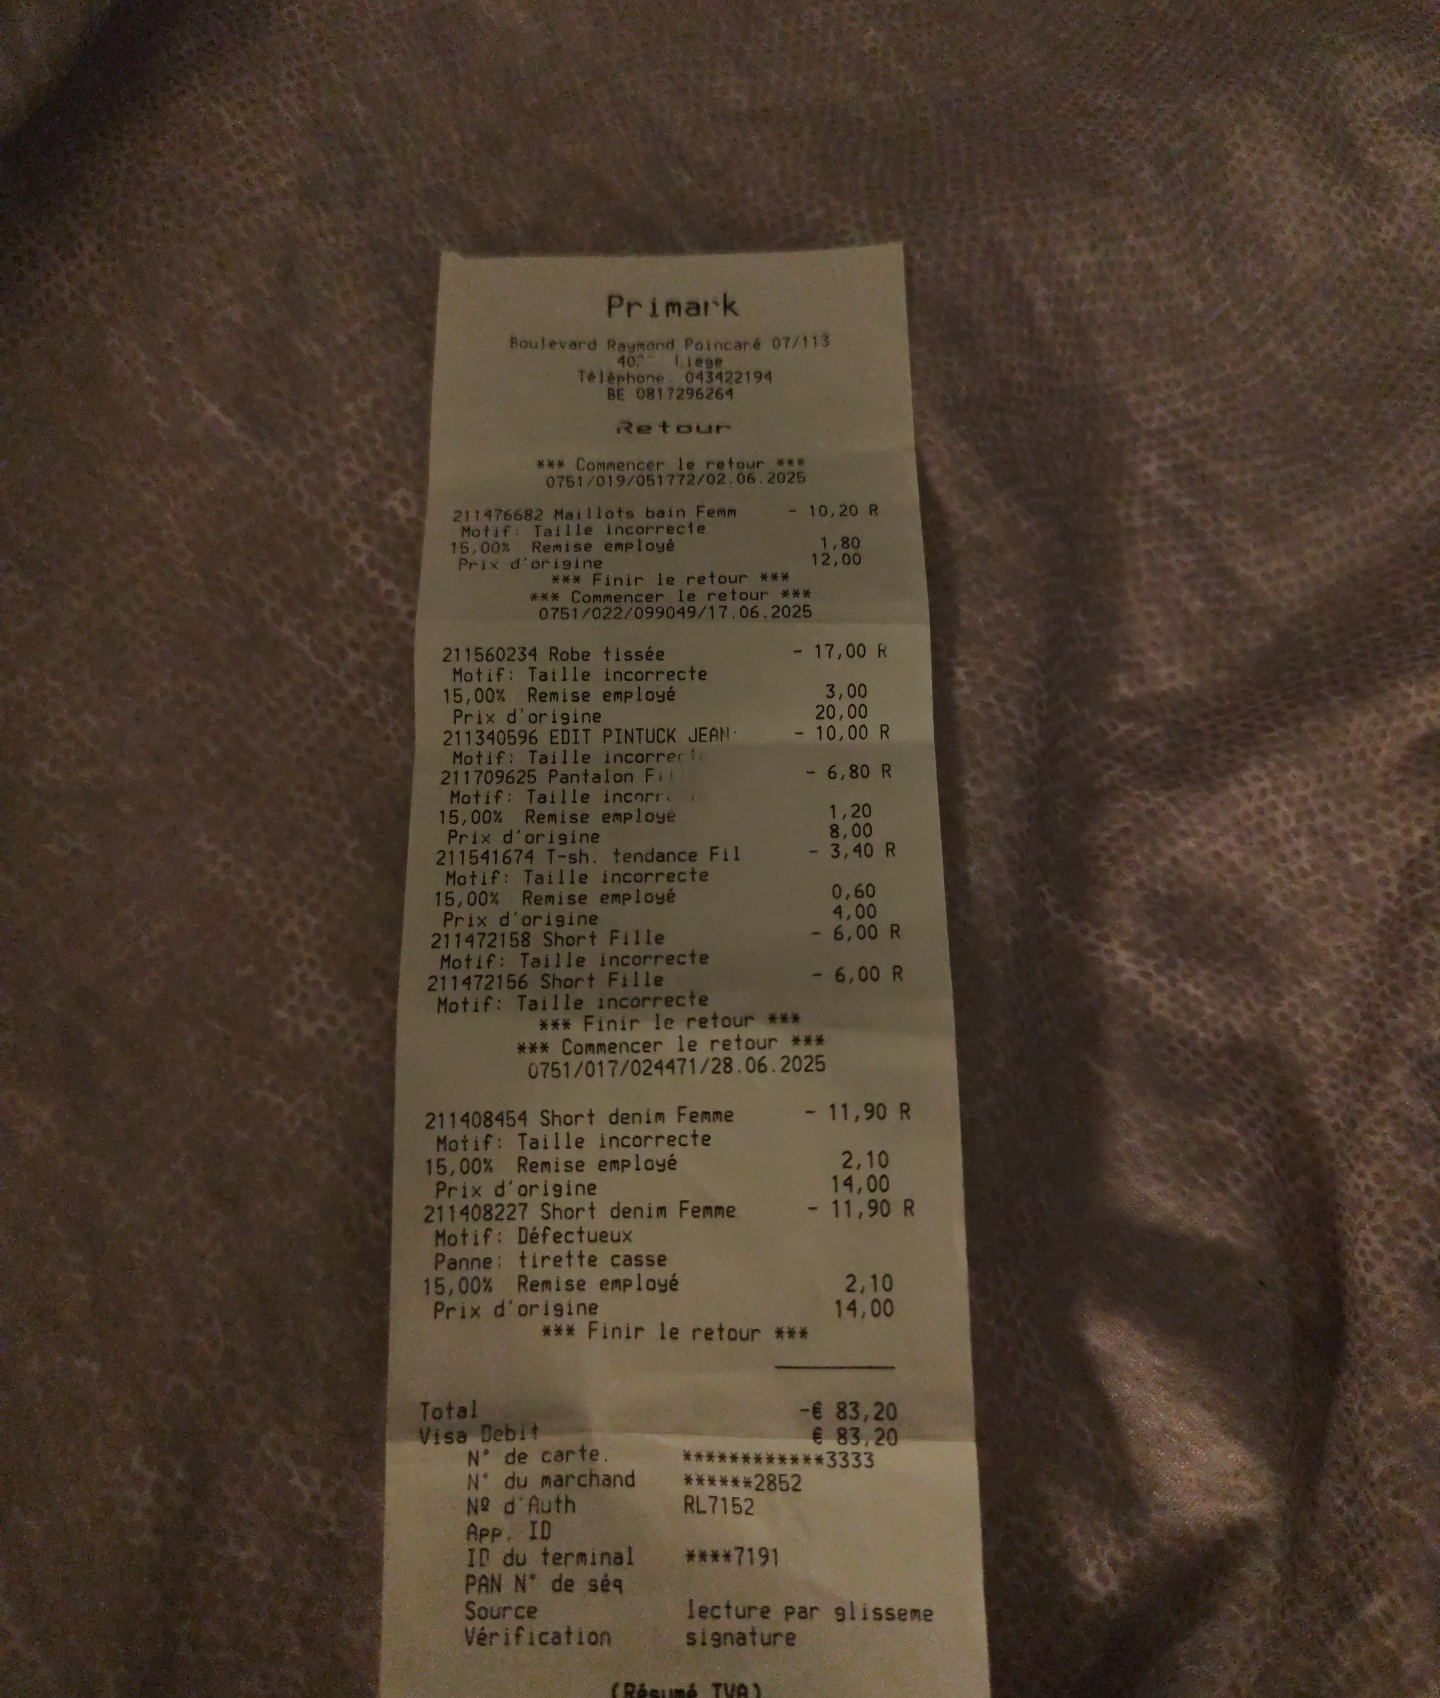 Primark
Boulevard Raymond Poincaré 07/113
Liege
Téléphone 043422194
BE 0817296264
Retour
*** Commencer le retour ***
0751/019/051772/02.06.2025
211476682 Maillots bain Femm - 10,20 R
Motif: Taille incorrecte
15,00% Remise employé 1,80
Prix d'origine 12,00
*** Finir le retour ***
*** Commencer le retour ***
0751/022/099049/17.06.2025
211560234 Robe tissée - 17,00 R
Motif: Taille incorrecte
15,00% Remise employé 3,00
Prix d'origine 20,00
211340596 EDIT PINTUCK JEAN - 10,00 R
Motif: Taille incorrecte
211709625 Pantalon - 6,80 R
Motif: Taille
15,00% Remise employé 1,20
Prix d'origine 8,00
211541674 T-sh. tendance Fil - 3,40 R
Motif: Taille incorrecte
15,00% Remise employé 0,60
Prix d'origine 4,00
211472158 Short Fille - 6,00 R
Motif: Taille incorrecte
211472156 Short Fille - 6,00 R
Motif: Taille incorrecte
*** Finir le retour ***
*** Commencer le retour ***
0751/017/024471/28.06.2025
211408454 Short denim Femme - 11,90 R
Motif: Taille incorrecte
15,00% Remise employé 2,10
Prix d'origine 14,00
211408227 Short denim Femme - 11,90 R
Motif: Défectueux
Panne: tirette casse
15,00% Remise employé 2,10
Prix d'origine 14,00
*** Finir le retour ***
Total -€ 83,20
Visa Debit € 83,20
N° de carte. ************3333
N° du marchand ******2852
Nº d'Auth RL7152
App. ID
ID du terminal ****7191
PAN N° de séq
Source lecture par glisseme
Vérification signature
(Résumé TVA)